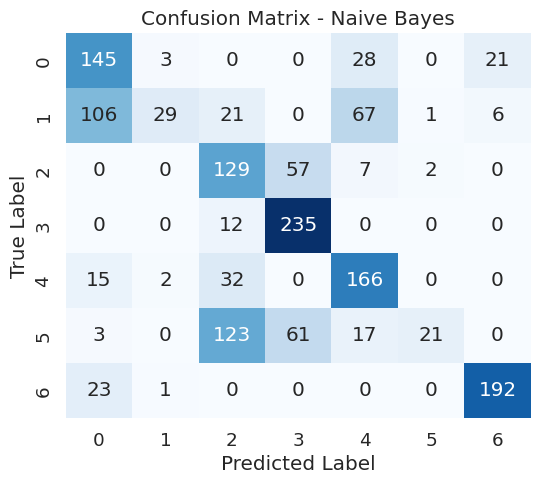 Confusion Matrix - Naive Bayes
True Label
0 145 3 0 0 28 0 21
1 106 29 21 0 67 1 6
2 0 0 129 57 7 2 0
3 0 0 12 235 0 0 0
4 15 2 32 0 166 0 0
5 3 0 123 61 17 21 0
6 23 1 0 0 0 0 192
0 1 2 3 4 5 6
Predicted Label